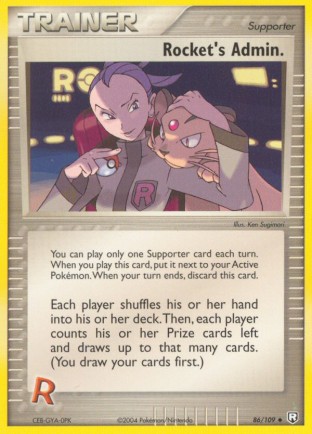 TRAINER
Supporter
Rocket's Admin.
RO
R
Illus. Ken Sugimori
You can play only one Supporter card each turn.
When you play this card, put it next to your Active
Pokémon. When your turn ends, discard this card.
Each player shuffles his or her hand
into his or her deck. Then, each player
counts his or her Prize cards left
and draws up to that many cards.
(You draw your cards first.)
R
CEB-GYA-0PK
©2004 Pokémon/Nintendo.
86/109 ◆
R